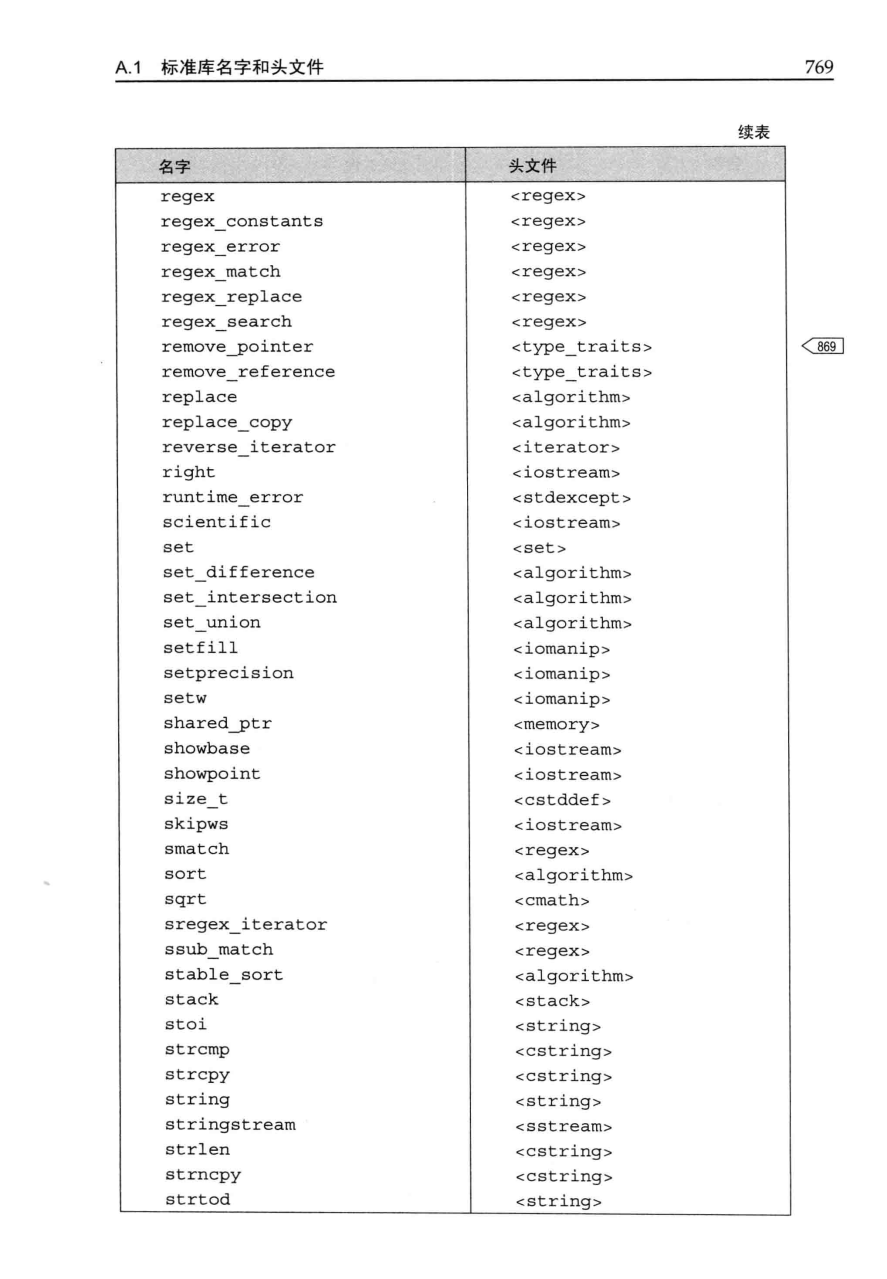 A.1 标准库名字和头文件 769
续表
名字 头文件
regex <regex>
regex_constants <regex>
regex_error <regex>
regex_match <regex>
regex_replace <regex>
regex_search <regex>
remove_pointer <type_traits> 869
remove_reference <type_traits>
replace <algorithm>
replace_copy <algorithm>
reverse_iterator <iterator>
right <iostream>
runtime_error <stdexcept>
scientific <iostream>
set <set>
set_difference <algorithm>
set_intersection <algorithm>
set_union <algorithm>
setfill <iomanip>
setprecision <iomanip>
setw <iomanip>
shared_ptr <memory>
showbase <iostream>
showpoint <iostream>
size_t <cstddef>
skipws <iostream>
smatch <regex>
sort <algorithm>
sqrt <cmath>
sregex_iterator <regex>
ssub_match <regex>
stable_sort <algorithm>
stack <stack>
stoi <string>
strcmp <cstring>
strcpy <cstring>
string <string>
stringstream <sstream>
strlen <cstring>
strncpy <cstring>
strtod <string>